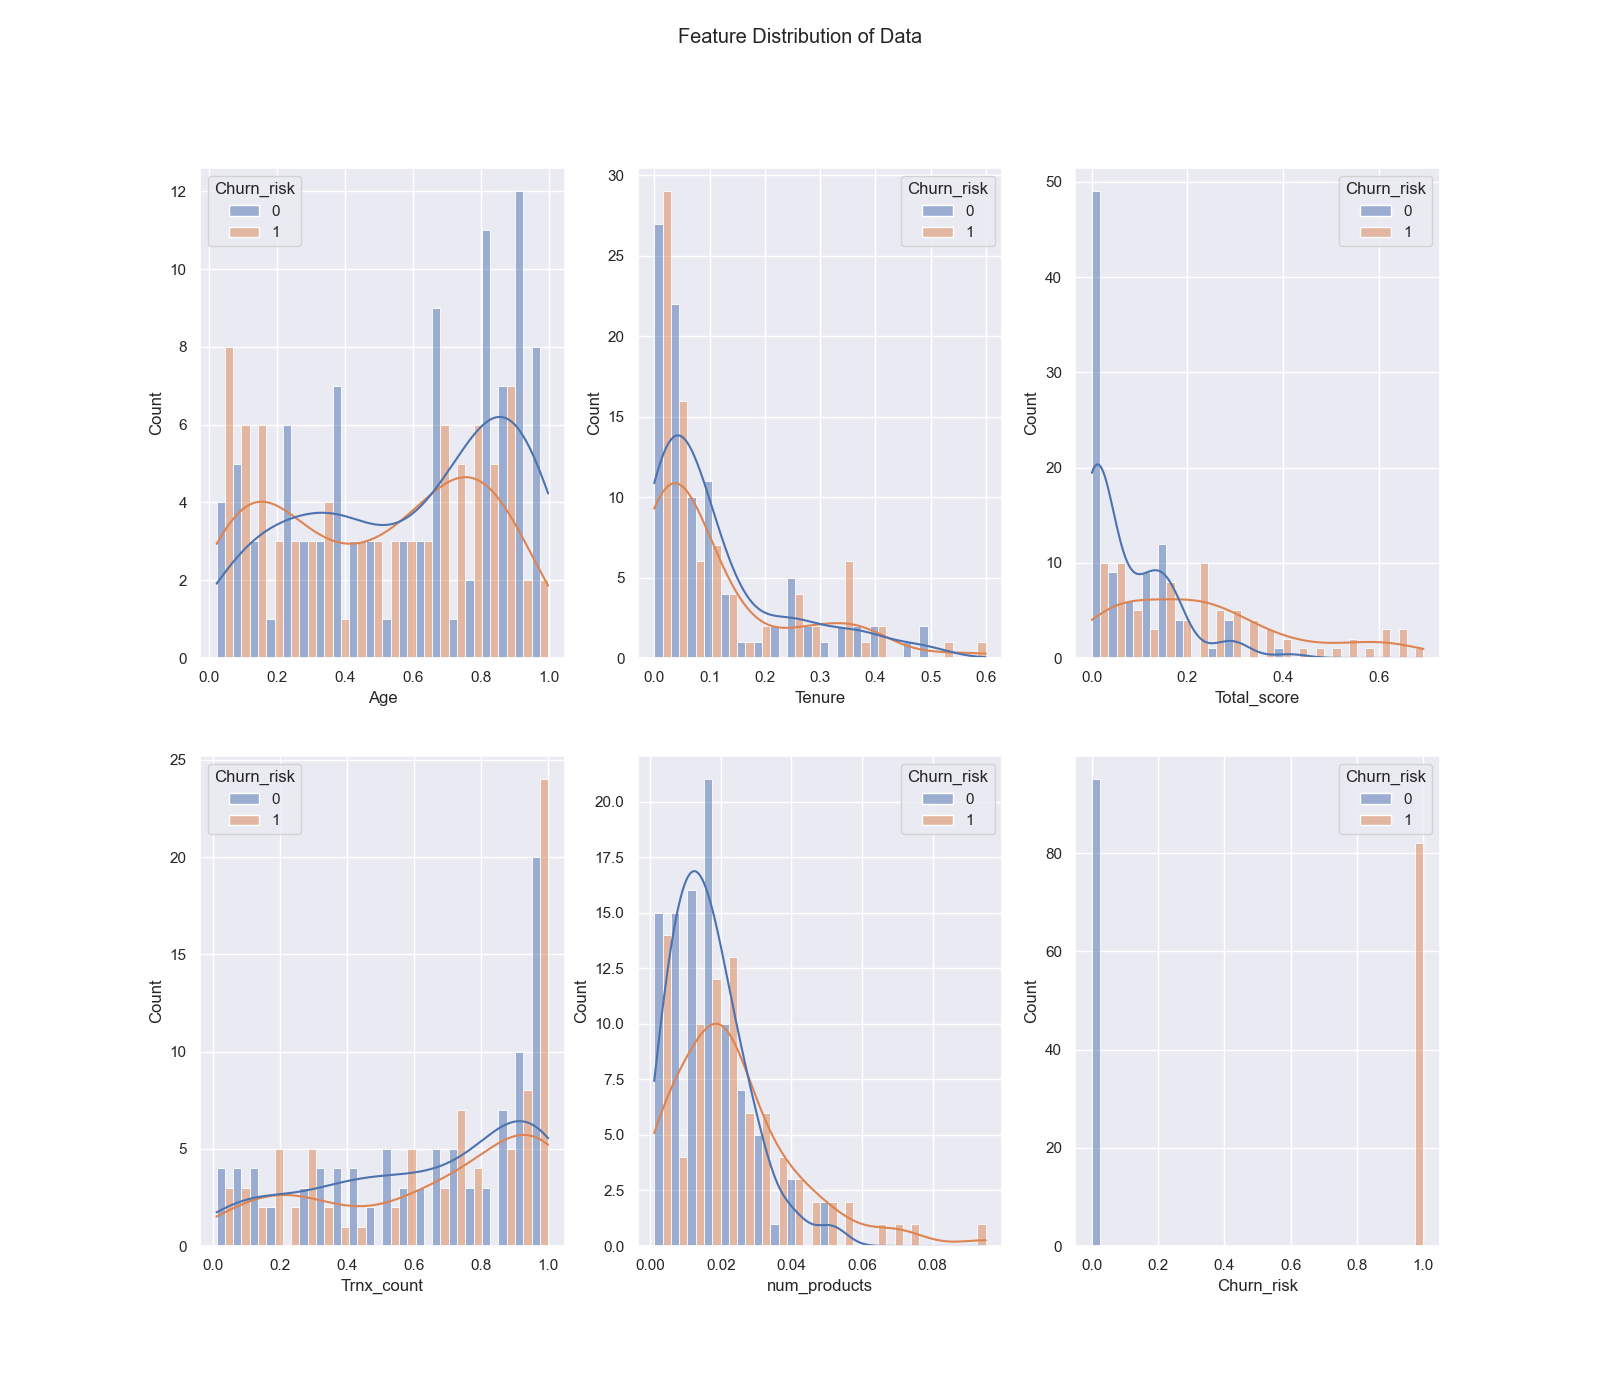 Feature Distribution of Data
Churn_risk
0
1
12
10
8
6
4
2
0
Count
0.0 0.2 0.4 0.6 0.8 1.0
Age
Churn_risk
0
1
30
25
20
15
10
5
0
Count
0.0 0.1 0.2 0.3 0.4 0.5 0.6
Tenure
Churn_risk
0
1
50
40
30
20
10
0
Count
0.0 0.2 0.4 0.6
Total_score
Churn_risk
0
1
25
20
15
10
5
0
Count
0.0 0.2 0.4 0.6 0.8 1.0
Trnx_count
Churn_risk
0
1
20.0
17.5
15.0
12.5
10.0
7.5
5.0
2.5
0.0
Count
0.00 0.02 0.04 0.06 0.08
num_products
Churn_risk
0
1
80
60
40
20
0
Count
0.0 0.2 0.4 0.6 0.8 1.0
Churn_risk